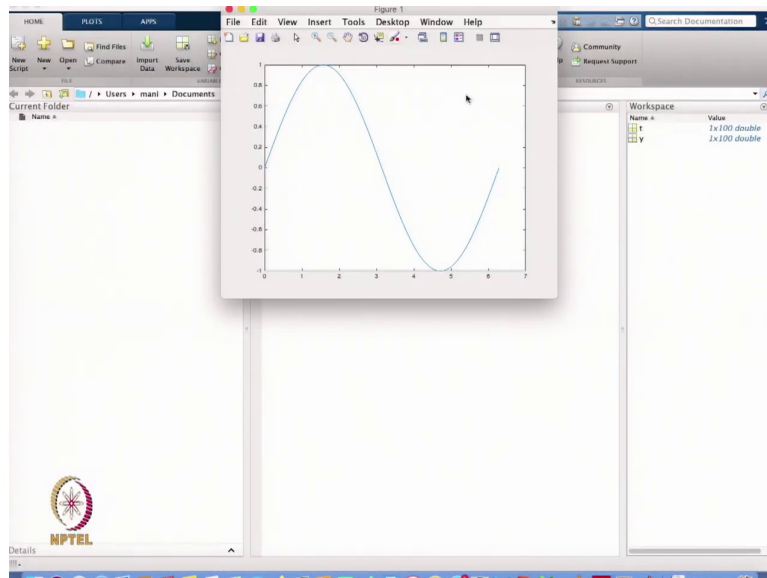 Figure 1
HOME PLOTS APPS
File Edit View Insert Tools Desktop Window Help
Search Documentation
New Script
New
Open
Find Files
Compare
Import Data
Save Workspace
Community
Request Support
FILE
RESOURCES
/ Users mani Documents
Current Folder
Name
Workspace
Name Value
t 1x100 double
y 1x100 double
1
0.8
0.6
0.4
0.2
0
-0.2
-0.4
-0.6
-0.8
-1
0 1 2 3 4 5 6 7
NPTEL
Details